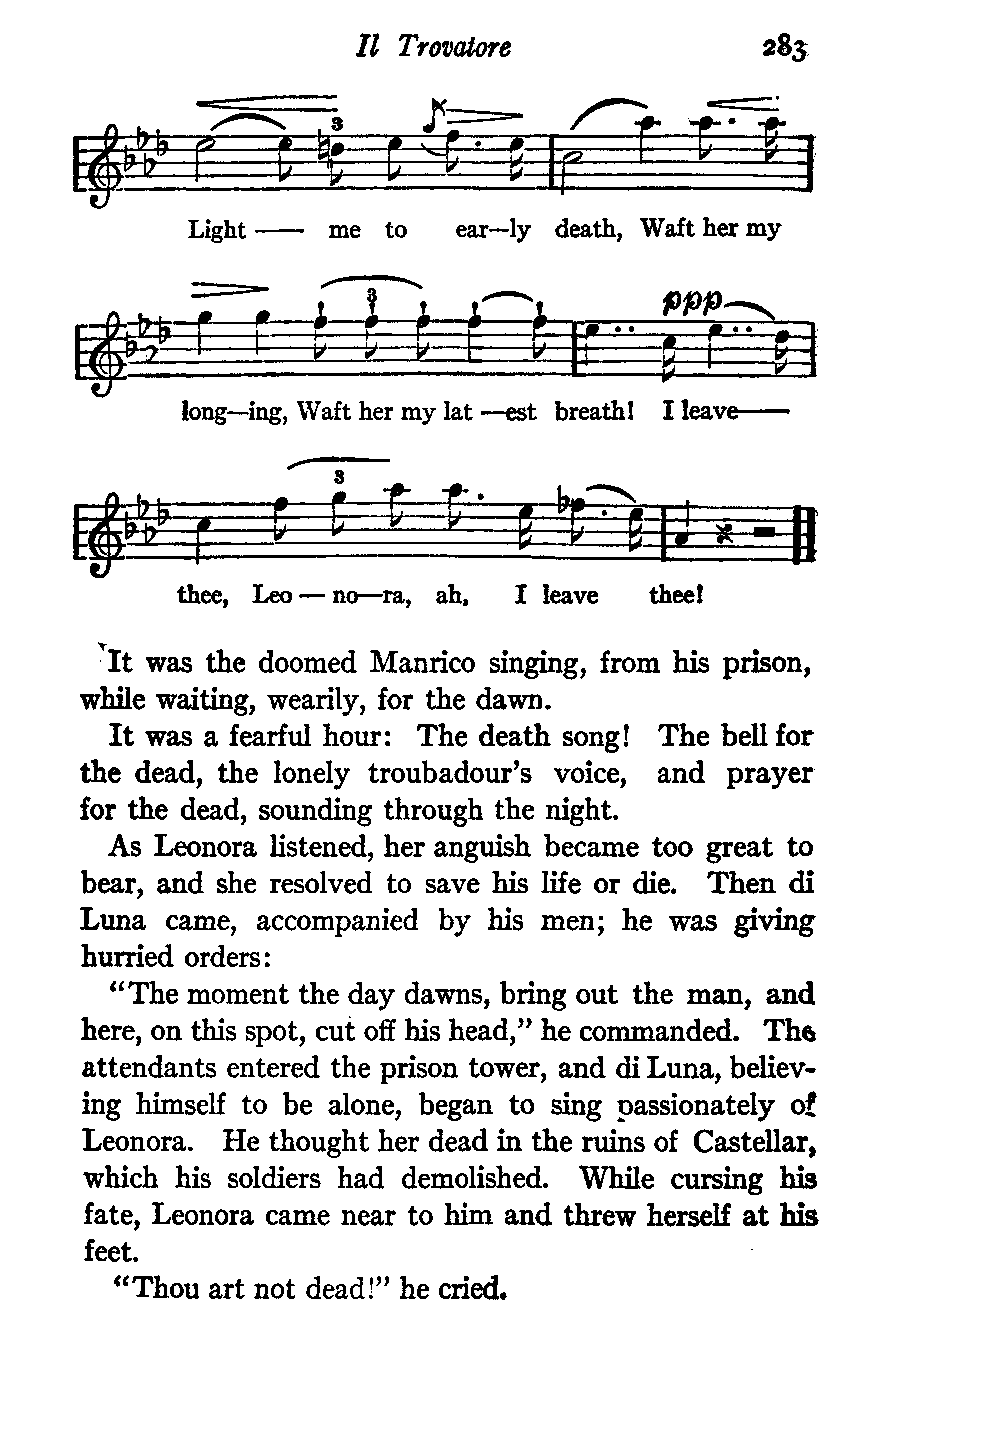 Il Trovatore 283
3
Light —— me to ear—ly death, Waft her my
3 ppp
long—ing, Waft her my lat —est breath! I leave——
3
thee, Leo — no—ra, ah, I leave thee!
It was the doomed Manrico singing, from his prison,
while waiting, wearily, for the dawn.
It was a fearful hour: The death song! The bell for
the dead, the lonely troubadour's voice, and prayer
for the dead, sounding through the night.
As Leonora listened, her anguish became too great to
bear, and she resolved to save his life or die. Then di
Luna came, accompanied by his men; he was giving
hurried orders:
"The moment the day dawns, bring out the man, and
here, on this spot, cut off his head," he commanded. The
attendants entered the prison tower, and di Luna, believ-
ing himself to be alone, began to sing passionately of
Leonora. He thought her dead in the ruins of Castellar,
which his soldiers had demolished. While cursing his
fate, Leonora came near to him and threw herself at his
feet.
"Thou art not dead!" he cried.